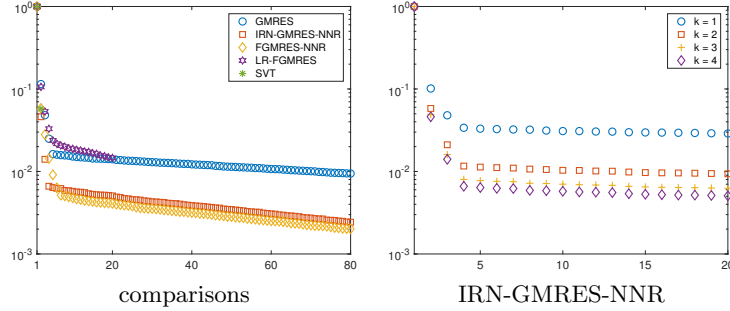 10^0
10^-1
10^-2
10^-3
1
20
40
60
80
GMRES
IRN-GMRES-NNR
FGMRES-NNR
LR-FGMRES
SVT
comparisons
10^0
10^-1
10^-2
10^-3
5
10
15
20
k = 1
k = 2
k = 3
k = 4
IRN-GMRES-NNR